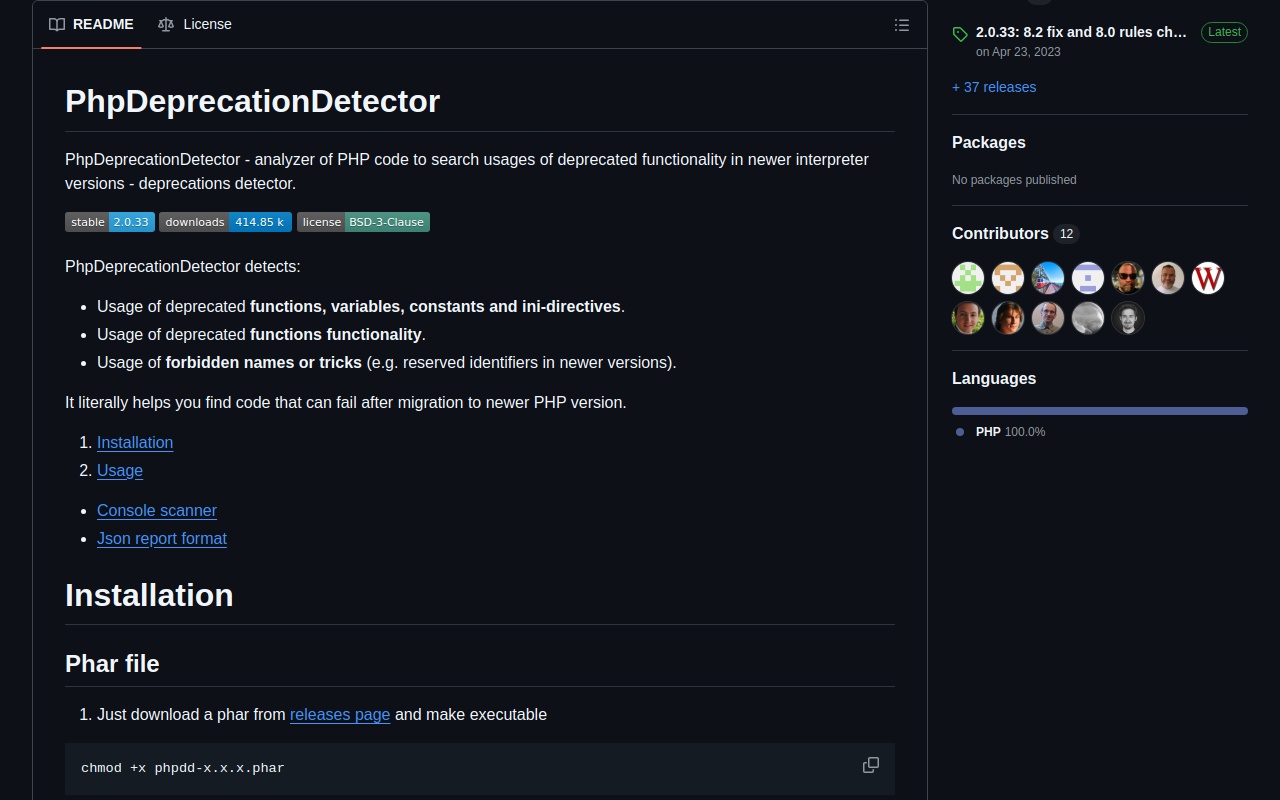 README
License
PhpDeprecationDetector
PhpDeprecationDetector - analyzer of PHP code to search usages of deprecated functionality in newer interpreter
versions - deprecations detector.
stable 2.0.33 downloads 414.85 k license BSD-3-Clause
PhpDeprecationDetector detects:
• Usage of deprecated functions, variables, constants and ini-directives.
• Usage of deprecated functions functionality.
• Usage of forbidden names or tricks (e.g. reserved identifiers in newer versions).
It literally helps you find code that can fail after migration to newer PHP version.
1. Installation
2. Usage
• Console scanner
• Json report format
Installation
Phar file
1. Just download a phar from releases page and make executable
chmod +x phpdd-x.x.x.phar
2.0.33: 8.2 fix and 8.0 rules ch... Latest
on Apr 23, 2023
+ 37 releases
Packages
No packages published
Contributors 12
W
Languages
PHP 100.0%